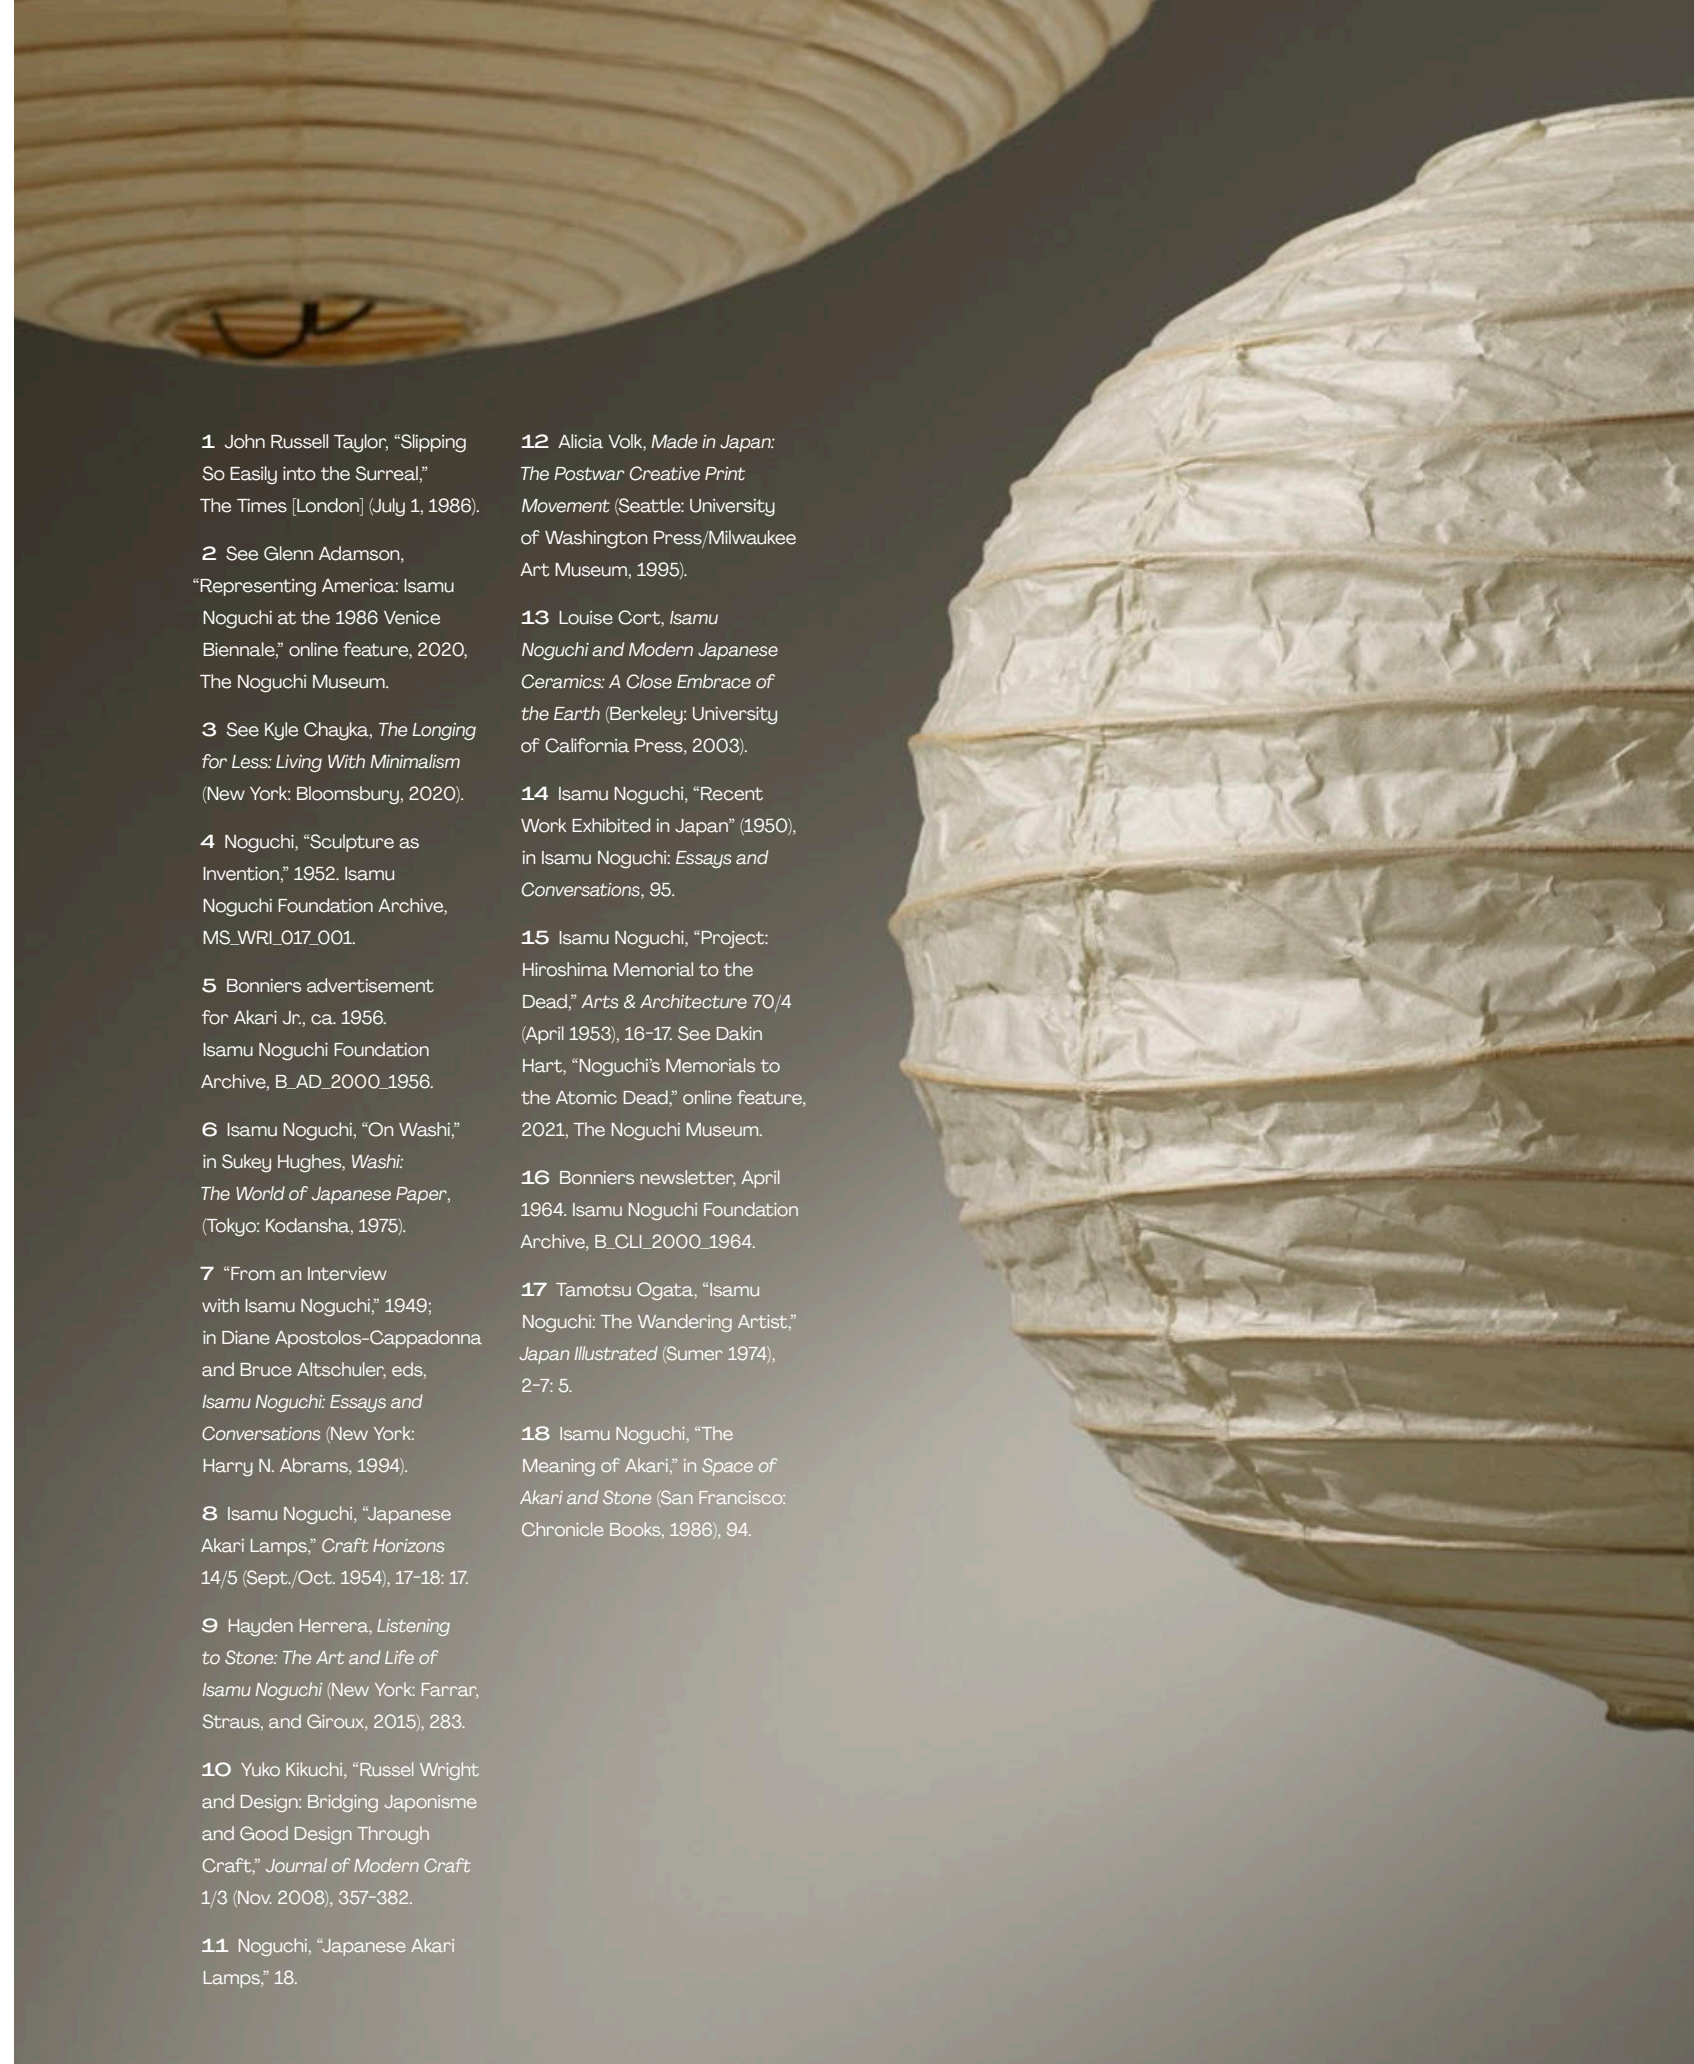 1 John Russell Taylor, “Slipping
So Easily into the Surreal,”
The Times [London] (July 1, 1986).
2 See Glenn Adamson,
“Representing America: Isamu
Noguchi at the 1986 Venice
Biennale,” online feature, 2020,
The Noguchi Museum.
3 See Kyle Chayka, The Longing
for Less: Living With Minimalism
(New York: Bloomsbury, 2020).
4 Noguchi, “Sculpture as
Invention,” 1952. Isamu
Noguchi Foundation Archive,
MS_WRI_017_001.
5 Bonniers advertisement
for Akari Jr., ca. 1956.
Isamu Noguchi Foundation
Archive, B_AD_2000_1956.
6 Isamu Noguchi, “On Washi,”
in Sukey Hughes, Washi:
The World of Japanese Paper,
(Tokyo: Kodansha, 1975).
7 “From an Interview
with Isamu Noguchi,” 1949;
in Diane Apostolos-Cappadonna
and Bruce Altschuler, eds,
Isamu Noguchi: Essays and
Conversations (New York:
Harry N. Abrams, 1994).
8 Isamu Noguchi, “Japanese
Akari Lamps,” Craft Horizons
14/5 (Sept./Oct. 1954), 17-18: 17.
9 Hayden Herrera, Listening
to Stone: The Art and Life of
Isamu Noguchi (New York: Farrar,
Straus, and Giroux, 2015), 283.
10 Yuko Kikuchi, “Russel Wright
and Design: Bridging Japonisme
and Good Design Through
Craft,” Journal of Modern Craft
1/3 (Nov. 2008), 357-382.
11 Noguchi, “Japanese Akari
Lamps,” 18.
12 Alicia Volk, Made in Japan:
The Postwar Creative Print
Movement (Seattle: University
of Washington Press/Milwaukee
Art Museum, 1995).
13 Louise Cort, Isamu
Noguchi and Modern Japanese
Ceramics: A Close Embrace of
the Earth (Berkeley: University
of California Press, 2003).
14 Isamu Noguchi, “Recent
Work Exhibited in Japan” (1950),
in Isamu Noguchi: Essays and
Conversations, 95.
15 Isamu Noguchi, “Project:
Hiroshima Memorial to the
Dead,” Arts & Architecture 70/4
(April 1953), 16-17. See Dakin
Hart, “Noguchi’s Memorials to
the Atomic Dead,” online feature,
2021, The Noguchi Museum.
16 Bonniers newsletter, April
1964. Isamu Noguchi Foundation
Archive, B_CLI_2000_1964.
17 Tamotsu Ogata, “Isamu
Noguchi: The Wandering Artist,”
Japan Illustrated (Sumer 1974),
2-7: 5.
18 Isamu Noguchi, “The
Meaning of Akari,” in Space of
Akari and Stone (San Francisco:
Chronicle Books, 1986), 94.